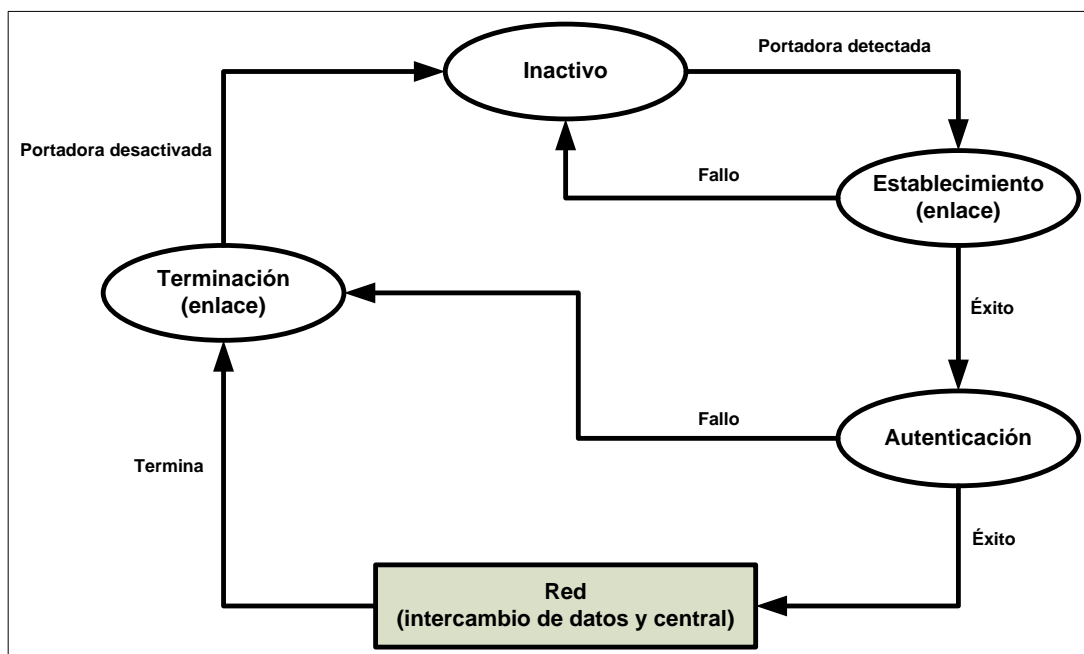 Inactivo
Portadora detectada
Portadora desactivada
Fallo
Establecimiento
(enlace)
Terminación
(enlace)
Éxito
Fallo
Autenticación
Termina
Éxito
Red
(intercambio de datos y central)